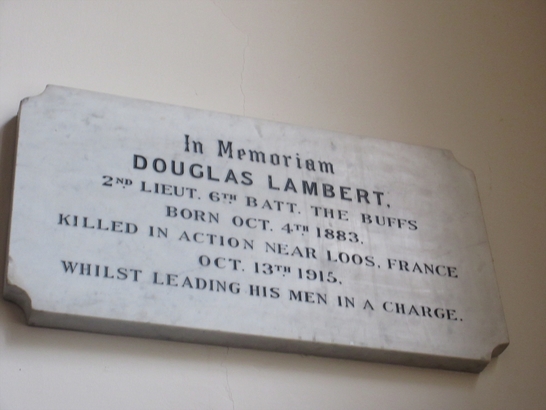 In Memoriam
DOUGLAS LAMBERT.
2ND LIEUT. 6TH BATT. THE BUFFS
BORN OCT. 4TH 1883.
KILLED IN ACTION NEAR LOOS, FRANCE
OCT. 13TH 1915.
WHILST LEADING HIS MEN IN A CHARGE.